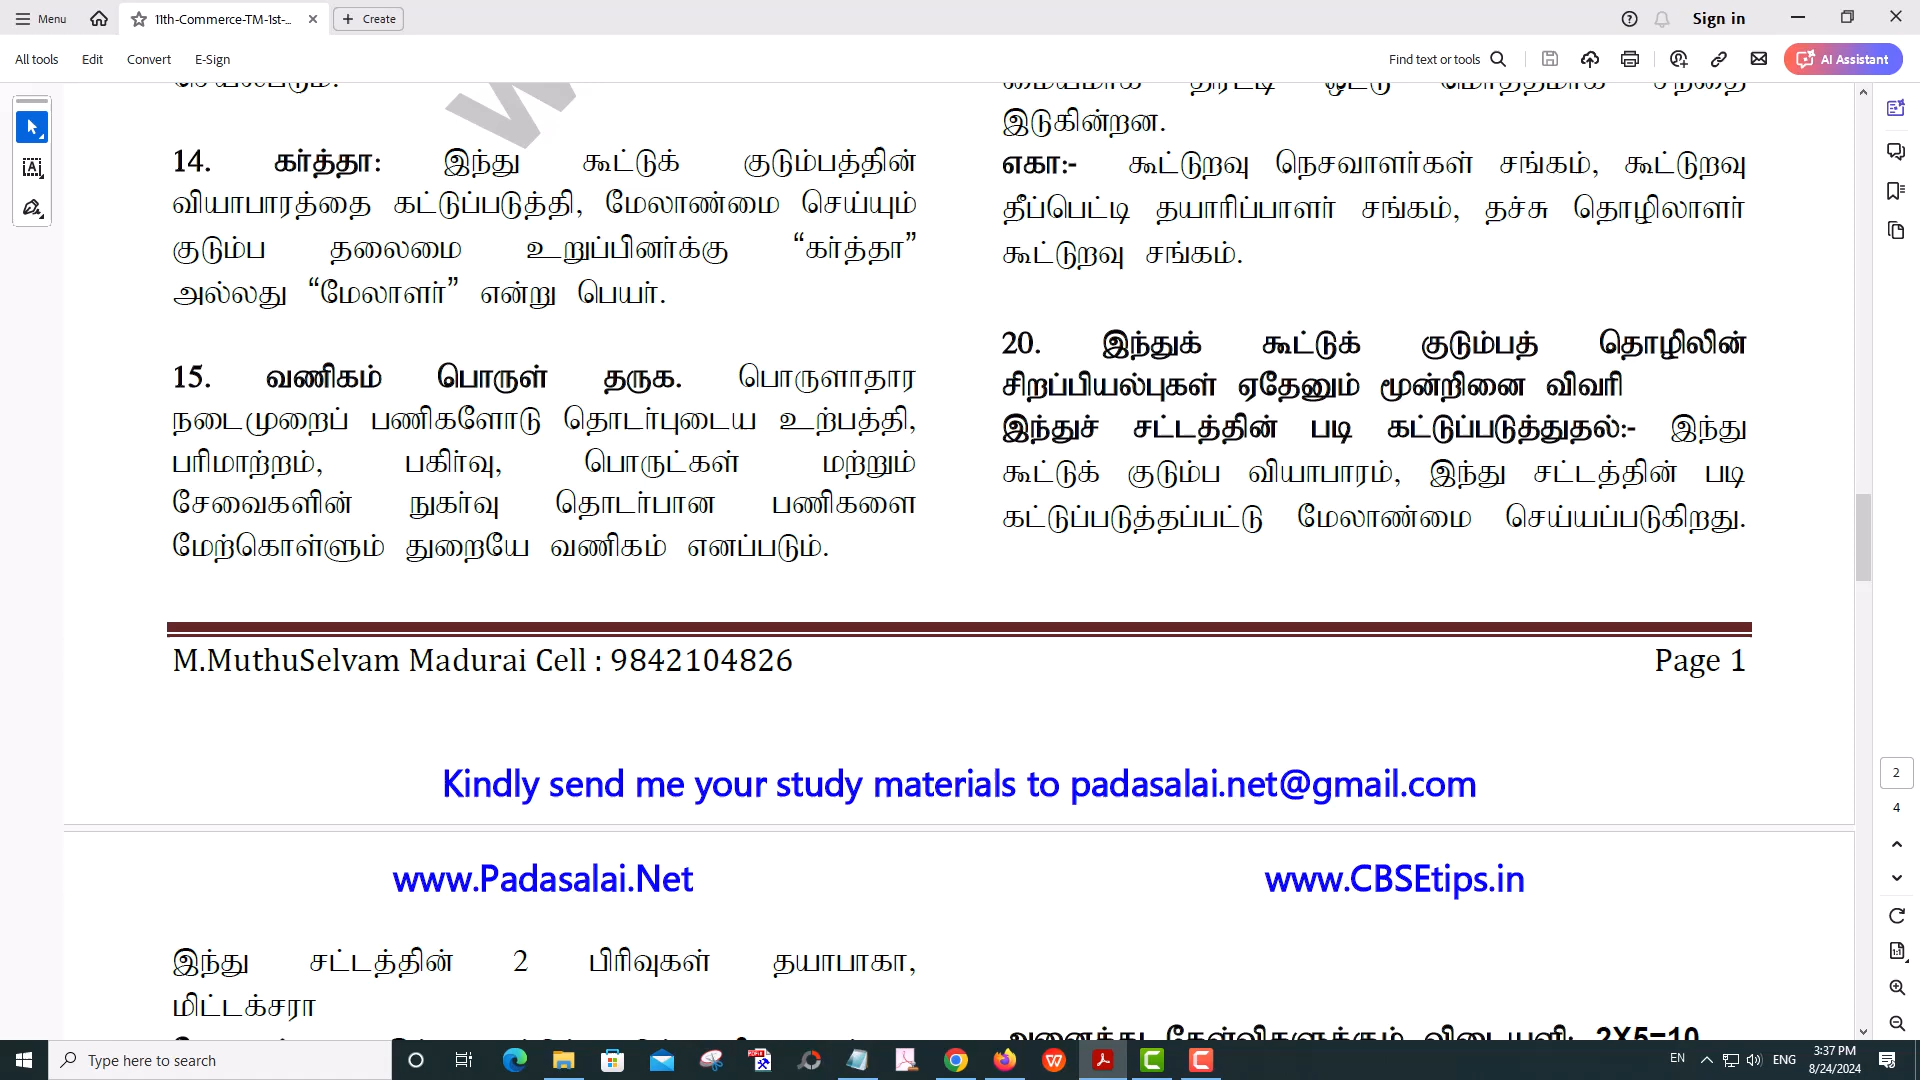 Menu
11th-Commerce-TM-1st-...
Create
Sign in
All tools
Edit
Convert
E-Sign
Find text or tools
AI Assistant
செயல்படும்.
14. கர்த்தா: இந்து கூட்டுக் குடும்பத்தின்
வியாபாரத்தை கட்டுப்படுத்தி, மேலாண்மை செய்யும்
குடும்ப தலைமை உறுப்பினர்க்கு “கர்த்தா”
அல்லது “மேலாளர்” என்று பெயர்.
15. வணிகம் பொருள் தருக. பொருளாதார
நடைமுறைப் பணிகளோடு தொடர்புடைய உற்பத்தி,
பரிமாற்றம், பகிர்வு, பொருட்கள் மற்றும்
சேவைகளின் நுகர்வு தொடர்பான பணிகளை
மேற்கொள்ளும் துறையே வணிகம் எனப்படும்.
இடுகின்றன.
எகா:- கூட்டுறவு நெசவாளர்கள் சங்கம், கூட்டுறவு
தீப்பெட்டி தயாரிப்பாளர் சங்கம், தச்சு தொழிலாளர்
கூட்டுறவு சங்கம்.
20. இந்துக் கூட்டுக் குடும்பத் தொழிலின்
சிறப்பியல்புகள் ஏதேனும் மூன்றினை விவரி
இந்துச் சட்டத்தின் படி கட்டுப்படுத்துதல்:- இந்து
கூட்டுக் குடும்ப வியாபாரம், இந்து சட்டத்தின் படி
கட்டுப்படுத்தப்பட்டு மேலாண்மை செய்யப்படுகிறது.
M.MuthuSelvam Madurai Cell : 9842104826
Page 1
Kindly send me your study materials to padasalai.net@gmail.com
www.Padasalai.Net
www.CBSEtips.in
இந்து சட்டத்தின் 2 பிரிவுகள் தயாபாகா,
மிட்டக்சரா
அனைத்து கேள்விகளுக்கும் விடையளி: 2X5=10
2
4
Type here to search
EN
ENG
3:37 PM
8/24/2024